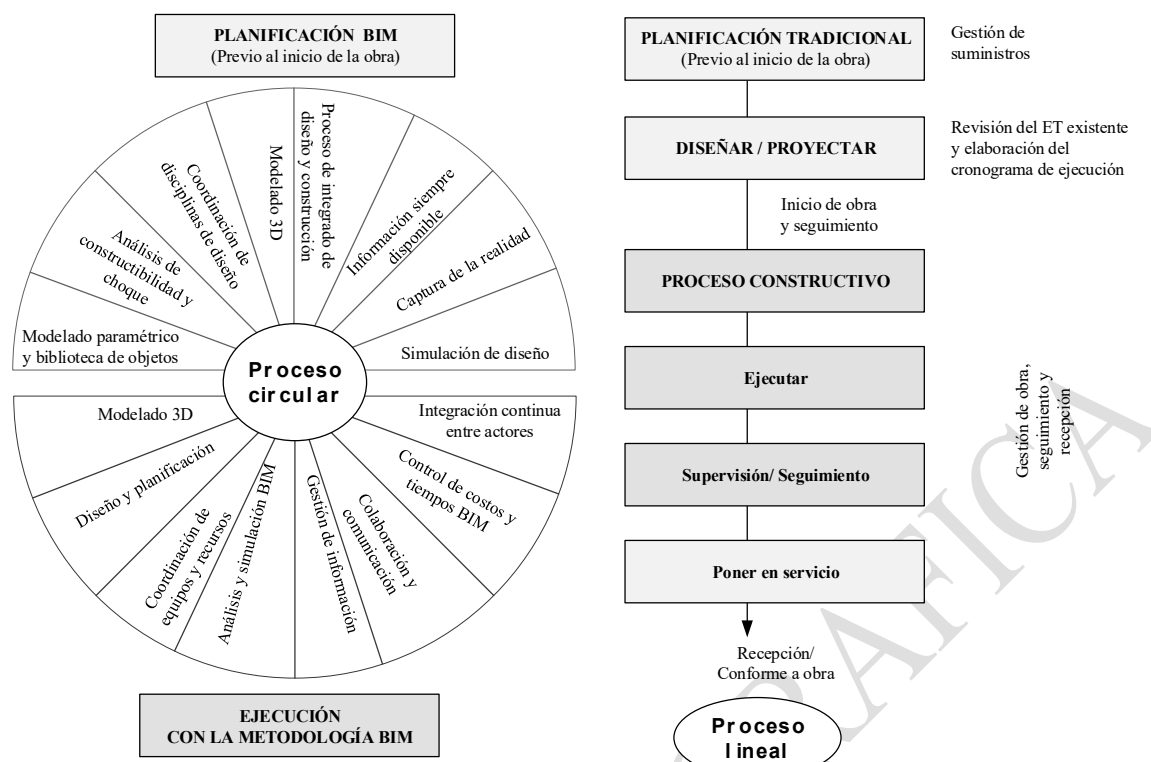 PLANIFICACIÓN BIM
(Previo al inicio de la obra)
Modelado paramétrico
y biblioteca de objetos
Análisis de
constructibilidad y
choque
Coordinación de
disciplinas de diseño
Modelado 3D
Proceso de integrado de
diseño y construcción
Información siempre
disponible
Captura de la realidad
Simulación de diseño
Proceso
circular
Modelado 3D
Diseño y planificación
Coordinación de
equipos y recursos
Análisis y simulación BIM
Gestión de información
Colaboración y
comunicación
Control de costos y
tiempos BIM
Integración continua
entre actores
EJECUCIÓN
CON LA METODOLOGÍA BIM
PLANIFICACIÓN TRADICIONAL
(Previo al inicio de la obra)
Gestión de
suministros
DISEÑAR / PROYECTAR
Revisión del ET existente
y elaboración del
cronograma de ejecución
Inicio de obra
y seguimiento
PROCESO CONSTRUCTIVO
Ejecutar
Supervisión/ Seguimiento
Gestión de obra,
seguimiento y
recepción
Poner en servicio
Recepción/
Conforme a obra
Proceso
lineal
RAFICA